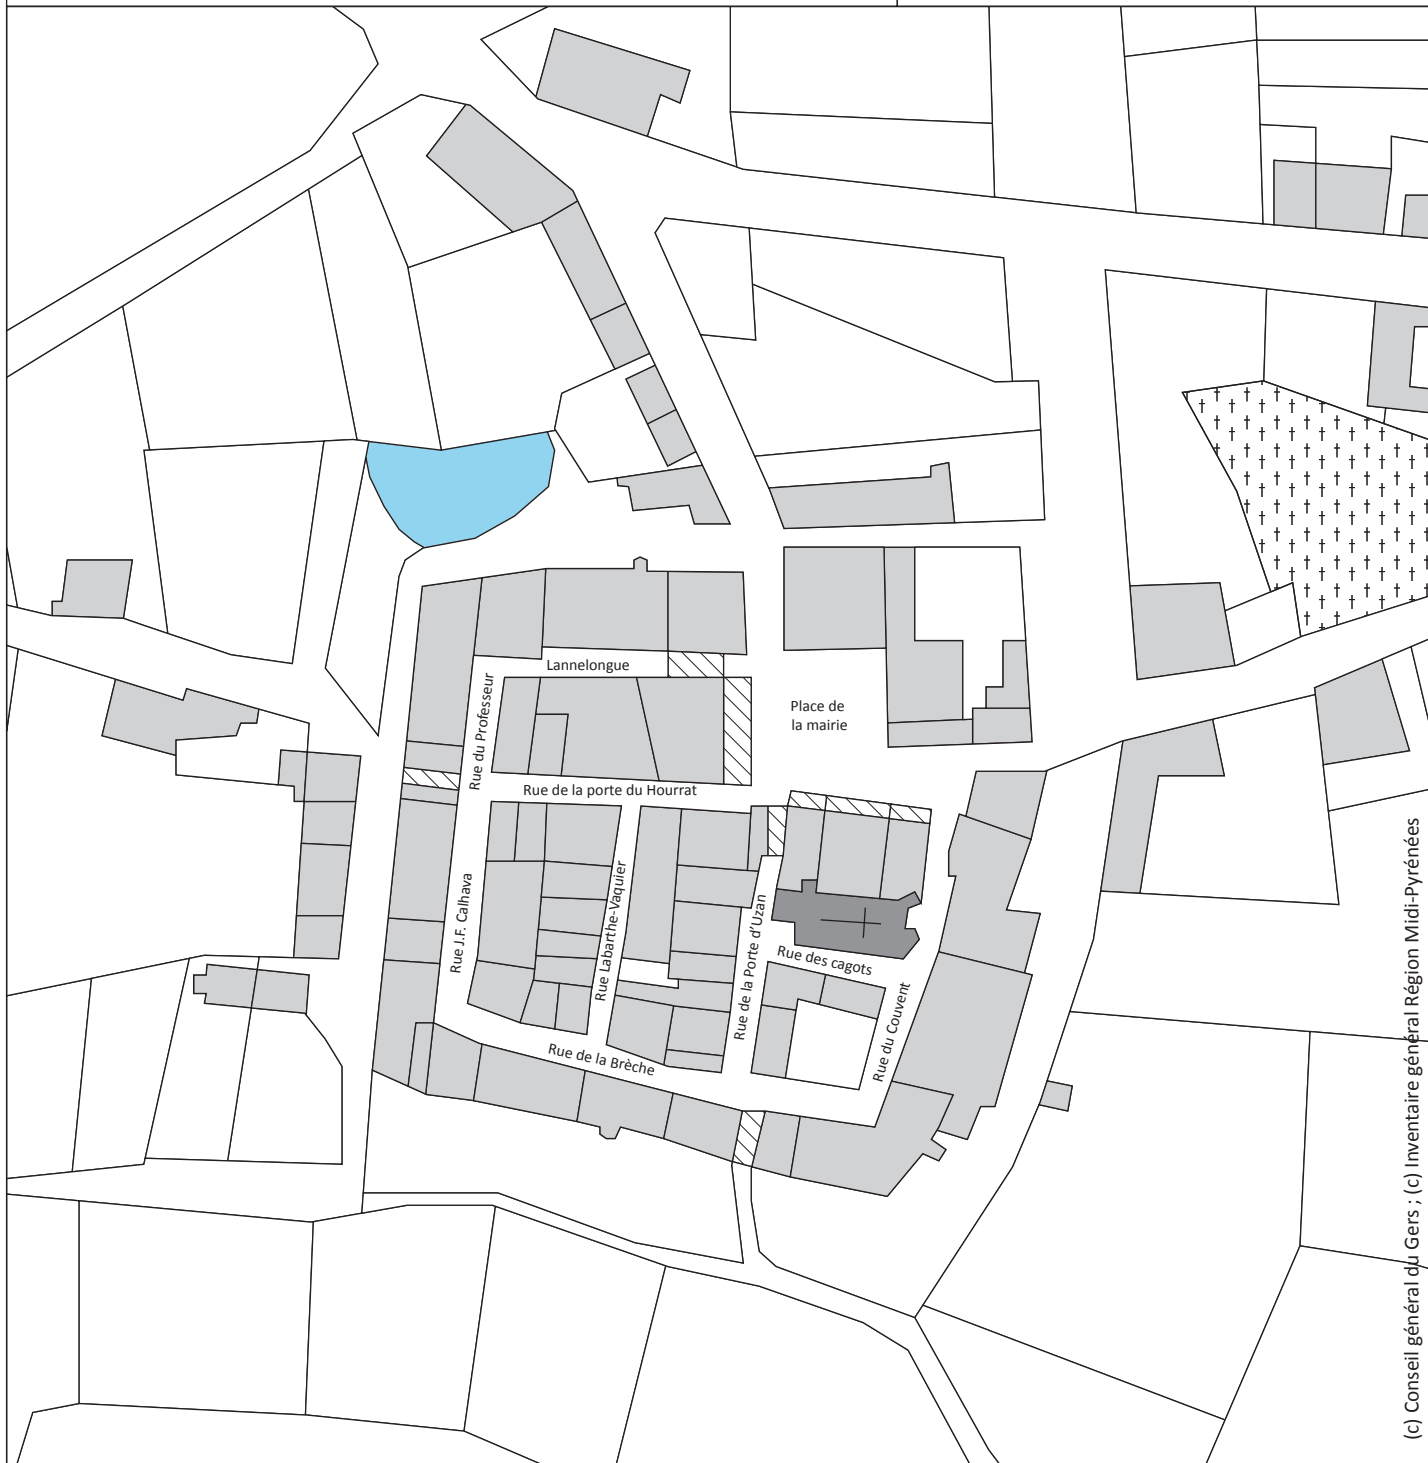 Lannelongue
Rue du Professeur
Place de
la mairie
Rue de la porte du Hourrat
Rue J.F. Calhava
Rue Labarthe-Vaquier
Rue de la Porte d'Uzan
Rue des cagots
Rue du Couvent
Rue de la Brèche
(c) Conseil général du Gers ; (c) Inventaire général Région Midi-Pyrénées